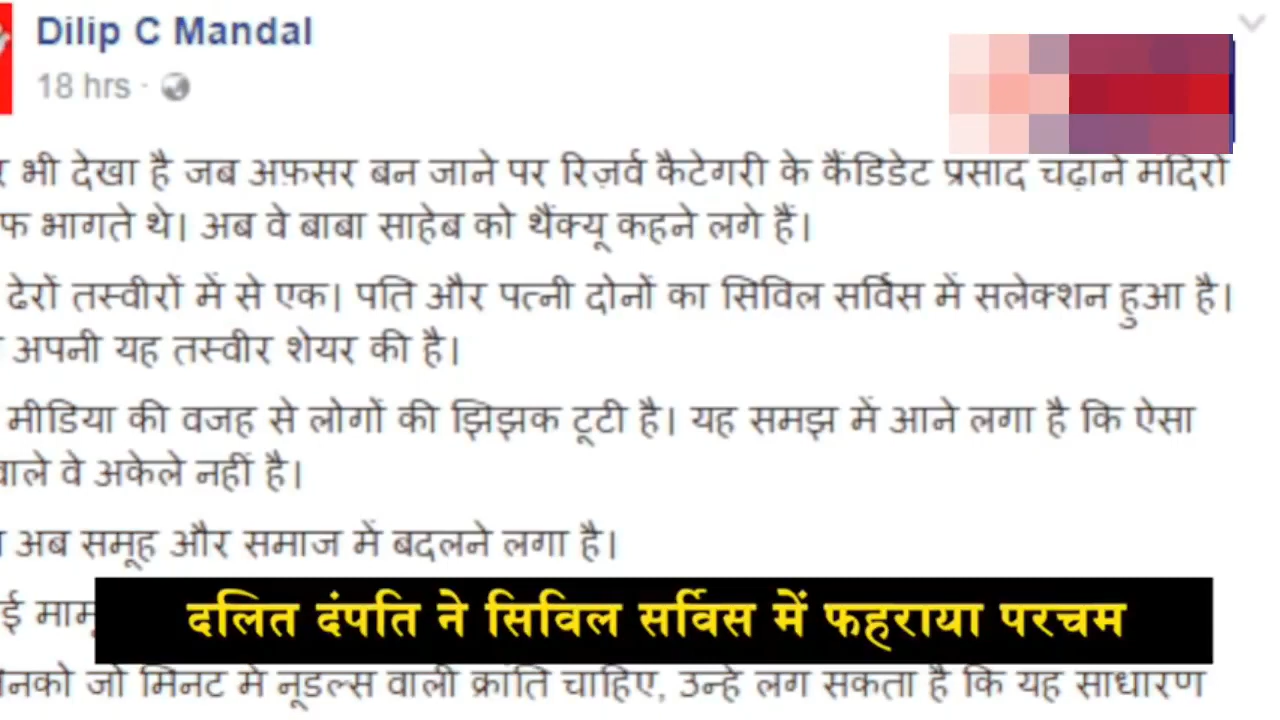 Dilip C Mandal
18 hrs ·
भी देखा है जब अफ़सर बन जाने पर रिज़र्व कैटेगरी के कैंडिडेट प्रसाद चढ़ाने मंदिरों
भागते थे। अब वे बाबा साहेब को थैंक्यू कहने लगे हैं।
ढेरों तस्वीरों में से एक। पति और पत्नी दोनों का सिविल सर्विस में सलेक्शन हुआ है।
अपनी यह तस्वीर शेयर की है।
मीडिया की वजह से लोगों की झिझक टूटी है। यह समझ में आने लगा है कि ऐसा
वाले वे अकेले नहीं है।
अब समूह और समाज में बदलने लगा है।
दलित दंपति ने सिविल सर्विस में फहराया परचम
जो मिनट में नूडल्स वाली क्रांति चाहिए, उन्हें लग सकता है कि यह साधारण